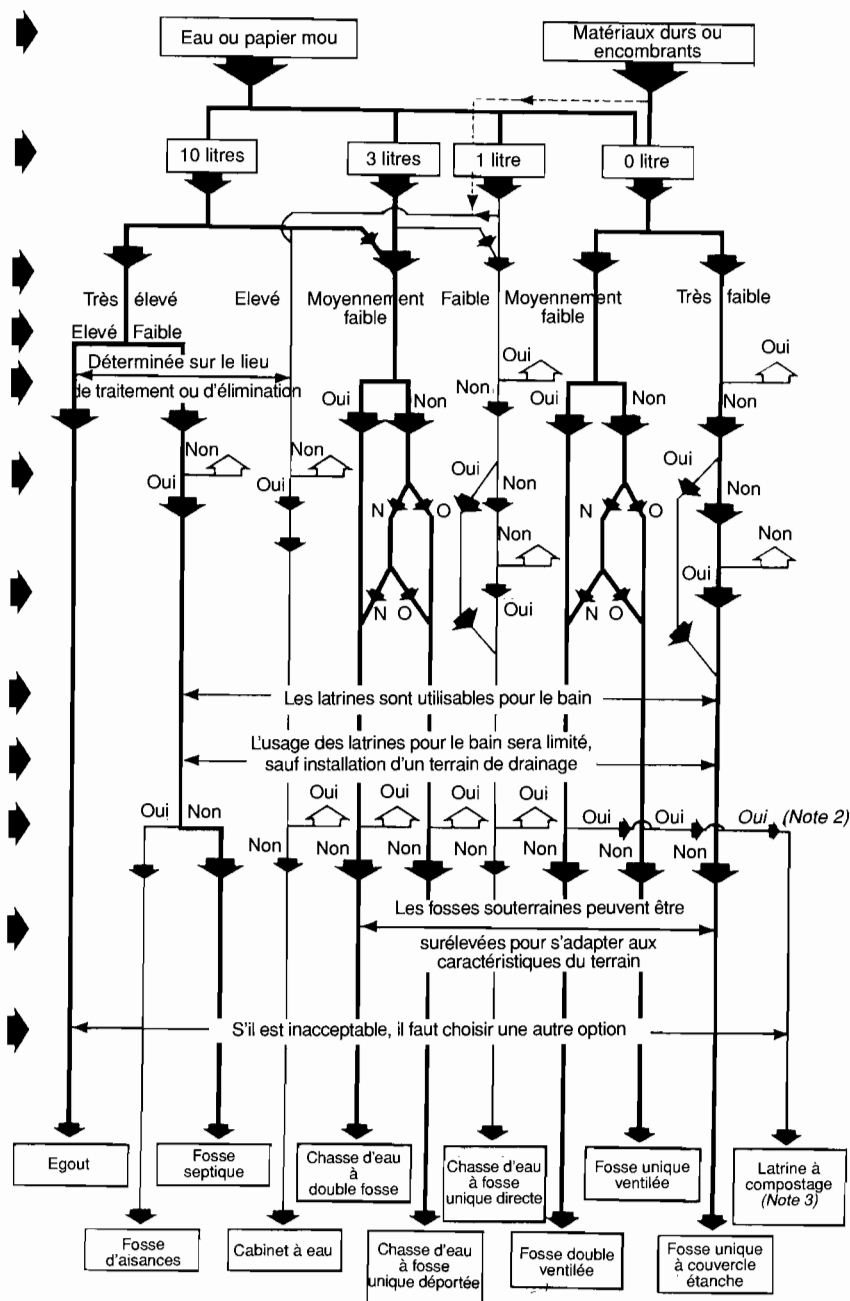 Eau ou papier mou
Matériaux durs ou
encombrants
10 litres
3 litres
1 litre
0 litre
Très élevé
Elevé
Moyennement
faible
Faible
Moyennement
faible
Très faible
Elevé
Faible
Déterminée sur le lieu
de traitement ou d'élimination
Oui
Oui
Oui
Non
Non
Oui
Non
Non
Non
Non
Oui
Non
Oui
Oui
Non
Oui
Non
N
O
N
O
Non
Non
Oui
Oui
N
O
N
O
Les latrines sont utilisables pour le bain
L'usage des latrines pour le bain sera limité,
sauf installation d'un terrain de drainage
Oui
Non
Oui
Oui
Oui
Oui
Oui
Oui
Oui (Note 2)
Non
Non
Non
Non
Non
Non
Non
Les fosses souterraines peuvent être
surélevées pour s'adapter aux
caractéristiques du terrain
S'il est inacceptable, il faut choisir une autre option
Egout
Fosse
septique
Chasse d'eau
à
double fosse
Chasse d'eau
à fosse
unique directe
Fosse unique
ventilée
Latrine à
compostage
(Note 3)
Fosse
d'aisances
Cabinet à eau
Chasse d'eau
à fosse
unique déportée
Fosse double
ventilée
Fosse unique
à couvercle
étanche